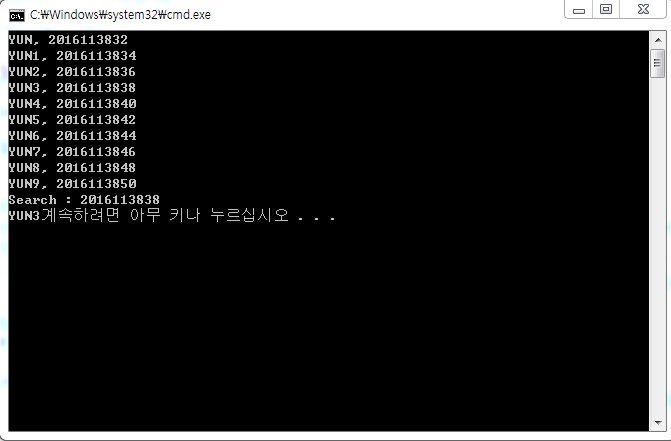 C:\Windows\system32\cmd.exe
YUN, 2016113832
YUN1, 2016113834
YUN2, 2016113836
YUN3, 2016113838
YUN4, 2016113840
YUN5, 2016113842
YUN6, 2016113844
YUN7, 2016113846
YUN8, 2016113848
YUN9, 2016113850
Search : 2016113838
YUN3계속하려면 아무 키나 누르십시오 . . .